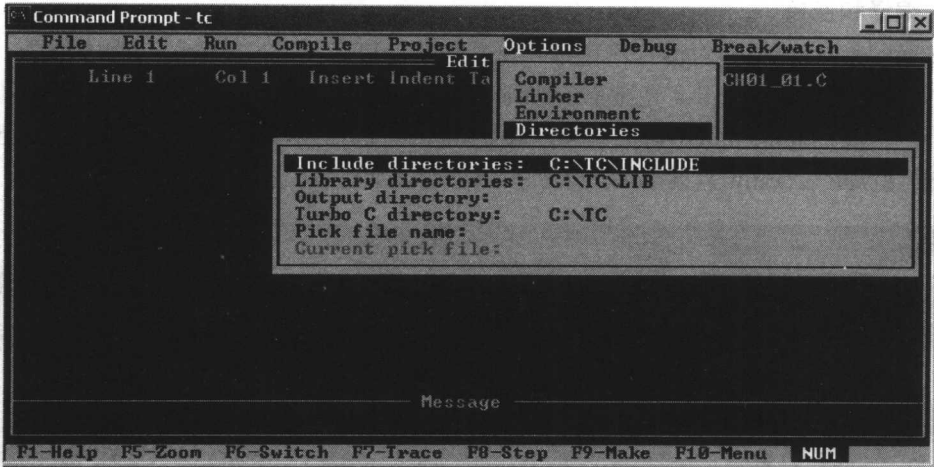 Command Prompt - tc
File Edit Run Compile Project Options Debug Break/watch
Edit
Line 1 Col 1 Insert Indent Ta CH01_01.C
Compiler
Linker
Environment
Directories
Include directories: C:\TC\INCLUDE
Library directories: C:\TC\LIB
Output directory:
Turbo C directory: C:\TC
Pick file name:
Current pick file:
Message
F1-Help F5-Zoom F6-Switch F7-Trace F8-Step F9-Make F10-Menu NUM